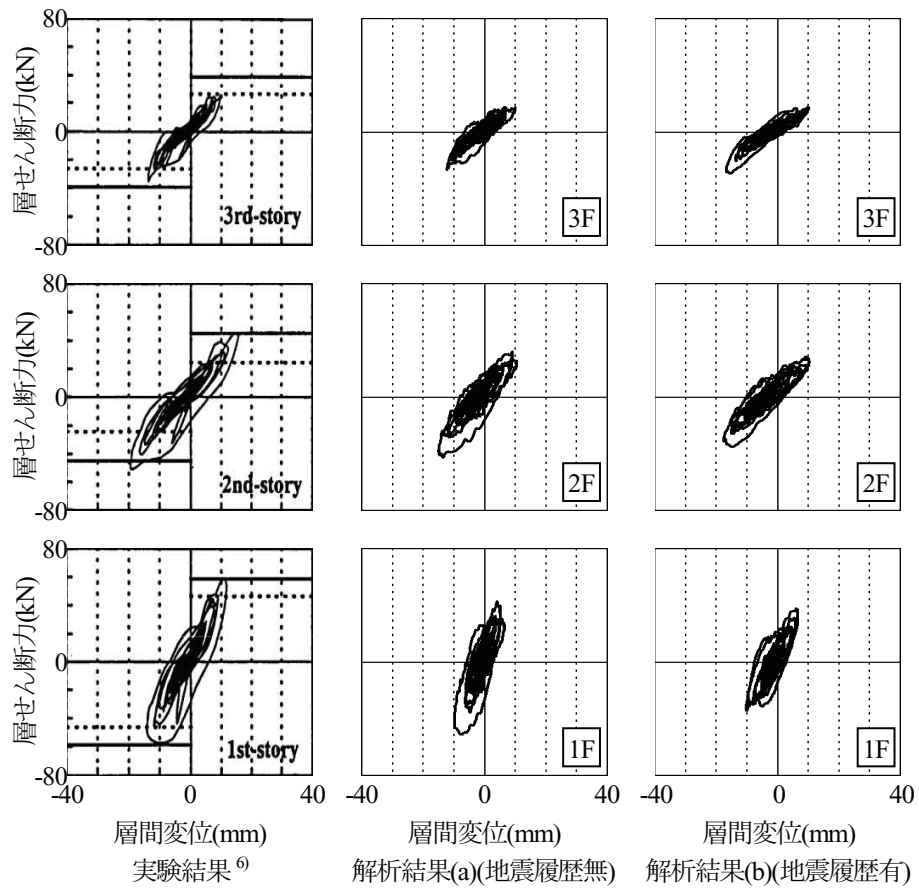 層せん断力(kN)
80
0
-80
3rd-story
3F
3F
層せん断力(kN)
80
0
-80
2nd-story
2F
2F
層せん断力(kN)
80
0
-80
1st-story
1F
1F
-40 0 40
-40 0 40
-40 0 40
層間変位(mm)
層間変位(mm)
層間変位(mm)
実験結果 6)
解析結果(a)(地震履歴無)
解析結果(b)(地震履歴有)